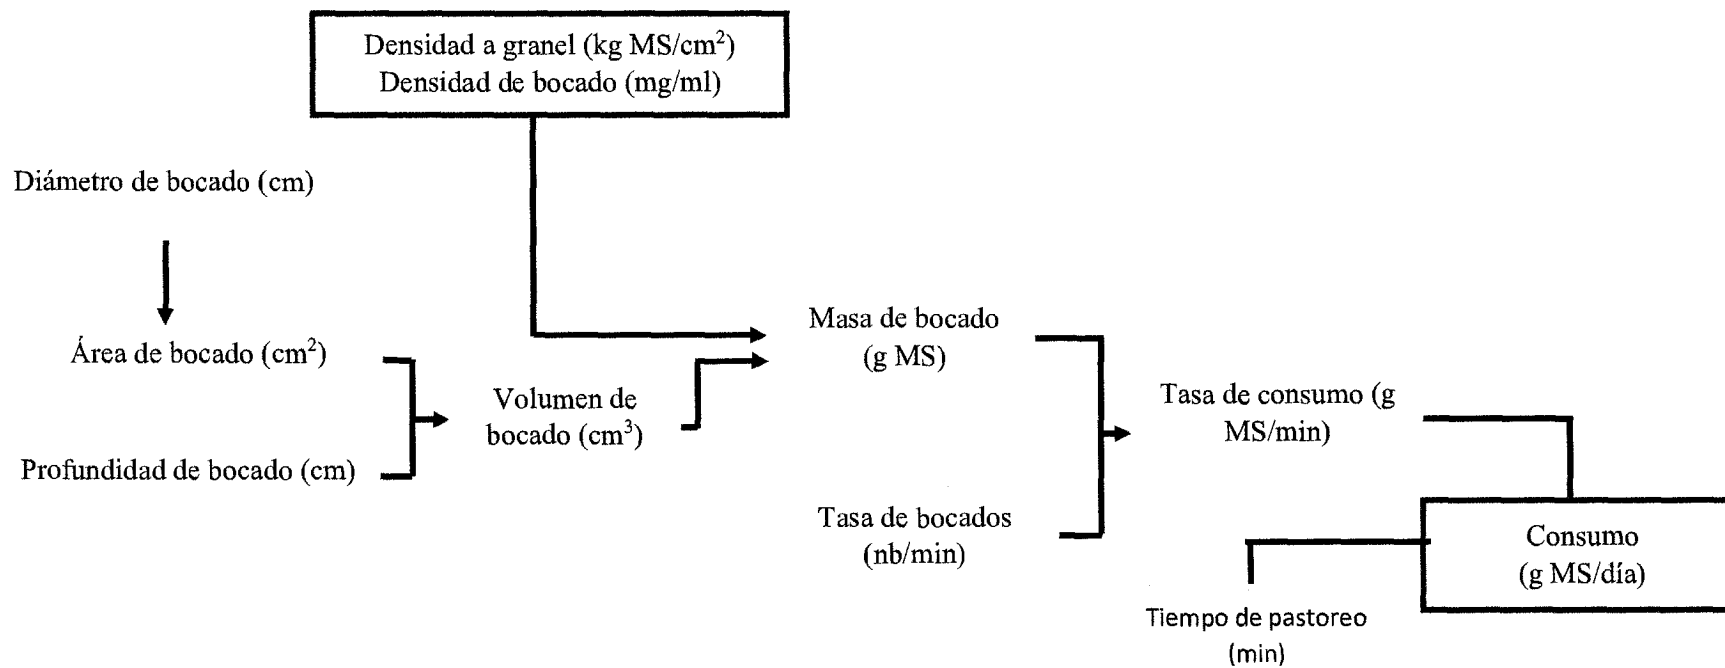 Densidad a granel (kg MS/cm²)
Densidad de bocado (mg/ml)
Diámetro de bocado (cm)
Área de bocado (cm²)
Profundidad de bocado (cm)
Volumen de
bocado (cm³)
Masa de bocado
(g MS)
Tasa de bocados
(nb/min)
Tasa de consumo (g
MS/min)
Consumo
(g MS/día)
Tiempo de pastoreo
(min)